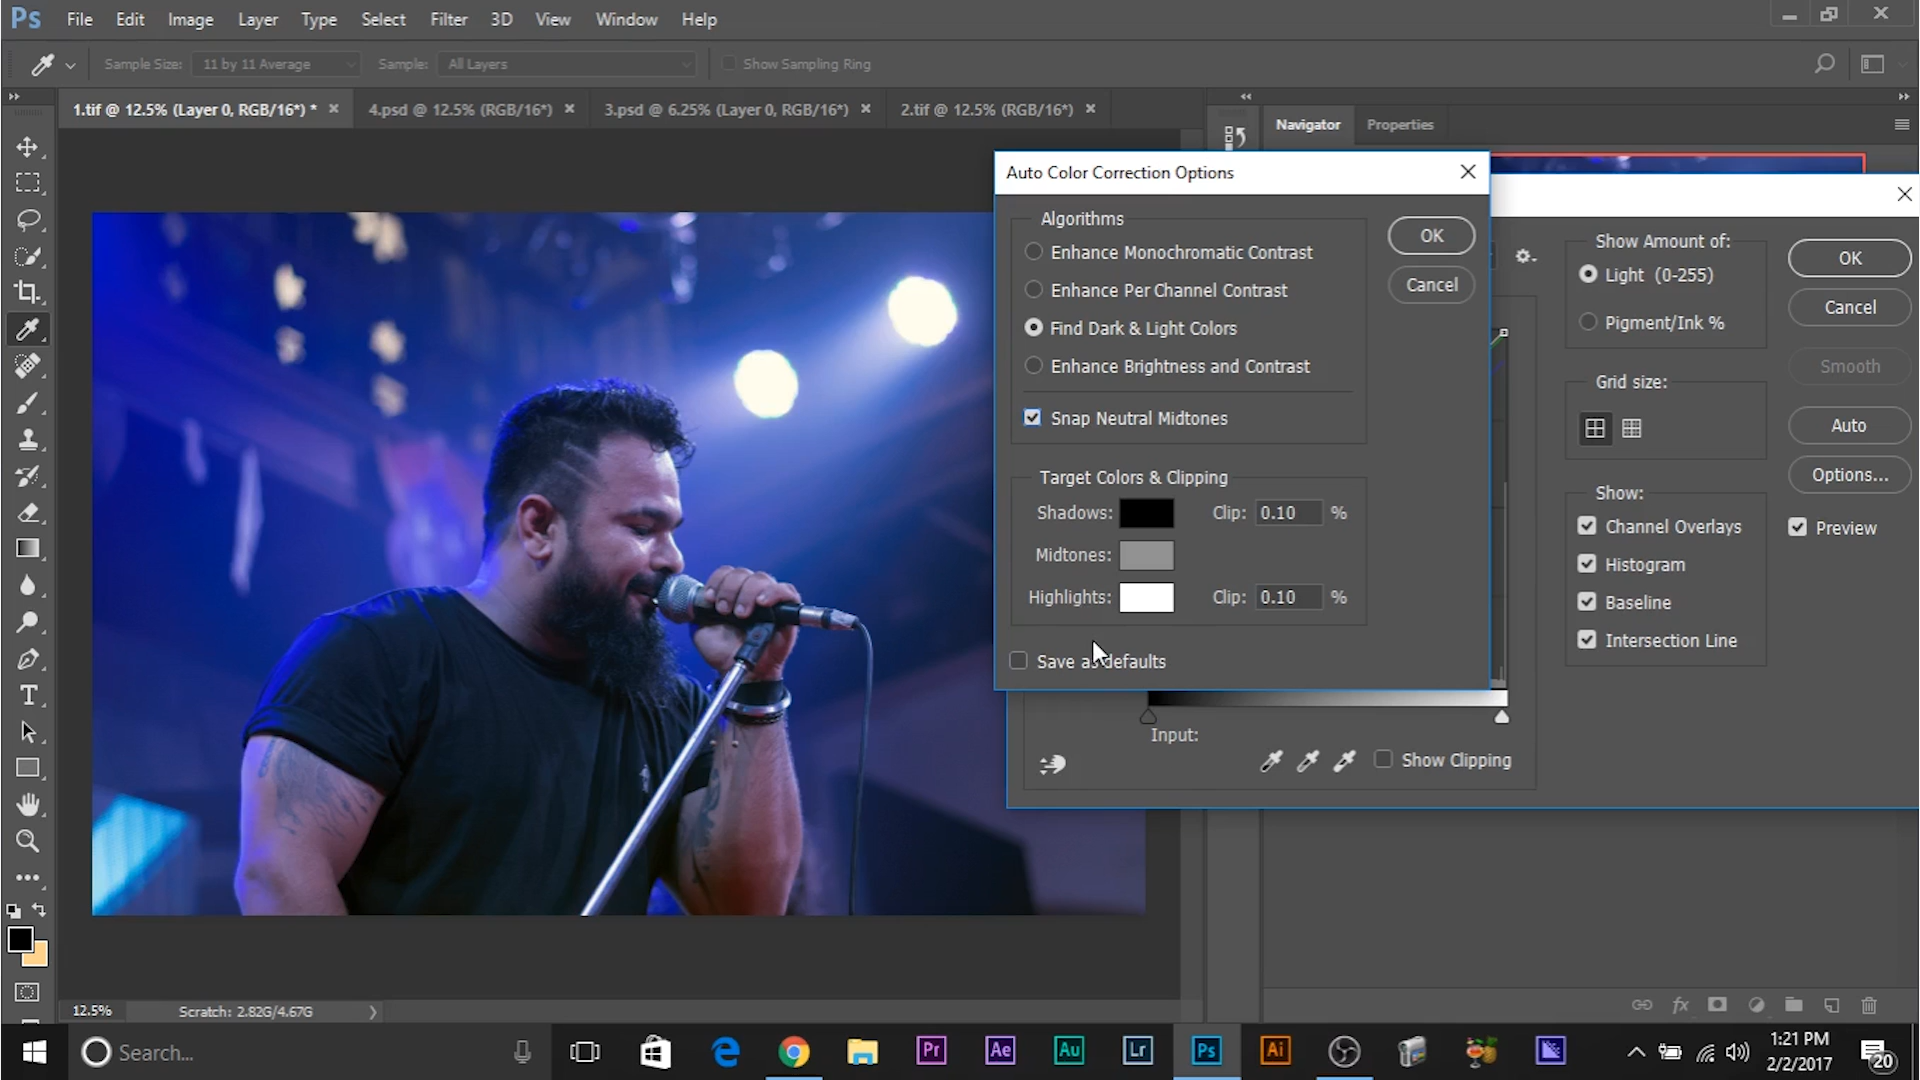 Ps File Edit Image Layer Type Select Filter 3D View Window Help
Sample Size: 11 by 11 Average Sample: All Layers Show Sampling Ring
1.tif @ 12.5% (Layer 0, RGB/16*) * 4.psd @ 12.5% (RGB/16*) 3.psd @ 6.25% (Layer 0, RGB/16*) 2.tif @ 12.5% (RGB/16*)
Navigator Properties
Auto Color Correction Options
Algorithms
Enhance Monochromatic Contrast
Enhance Per Channel Contrast
Find Dark & Light Colors
Enhance Brightness and Contrast
Snap Neutral Midtones
OK
Cancel
Target Colors & Clipping
Shadows: Clip: 0.10 %
Midtones:
Highlights: Clip: 0.10 %
Save as defaults
Show Amount of:
Light (0-255)
Pigment/Ink %
Grid size:
Show:
Channel Overlays
Histogram
Baseline
Intersection Line
OK
Cancel
Smooth
Auto
Options...
Preview
Input:
Show Clipping
12.5% Scratch: 2.82G/4.67G
fx
Search...
Pr Ae Au Lr Ps Ai
1:21 PM
2/2/2017
20